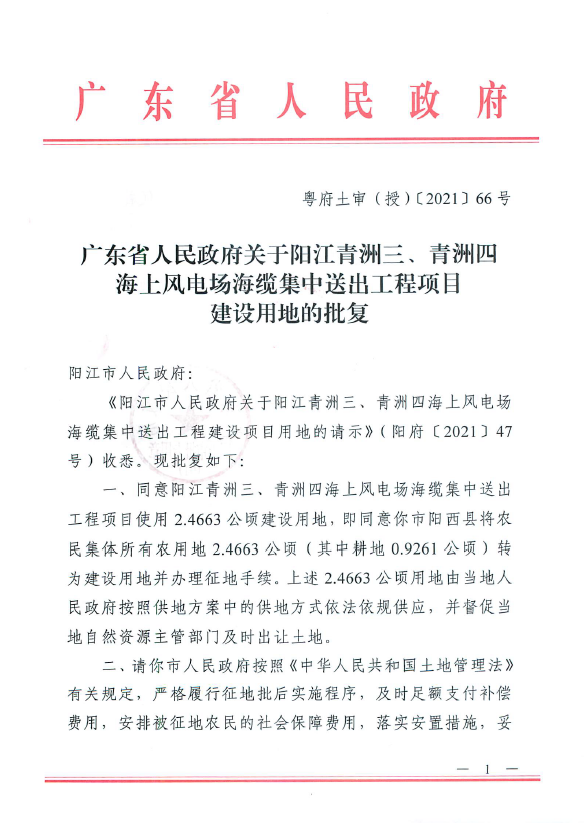 广东省人民政府
粤府土审（授）〔2021〕66号
广东省人民政府关于阳江青洲三、青洲四
海上风电场海缆集中送出工程项目
建设用地的批复
阳江市人民政府：
《阳江市人民政府关于阳江青洲三、青洲四海上风电场
海缆集中送出工程建设项目用地的请示》（阳府〔2021〕47
号）收悉。现批复如下：
一、同意阳江青洲三、青洲四海上风电场海缆集中送出
工程项目使用2.4663公顷建设用地，即同意你市阳西县将农
民集体所有农用地2.4663公顷（其中耕地0.9261公顷）转
为建设用地并办理征地手续。上述2.4663公顷用地由当地人
民政府按照供地方案中的供地方式依法依规供应，并督促当
地自然资源主管部门及时出让土地。
二、请你市人民政府按照《中华人民共和国土地管理法》
有关规定，严格履行征地批后实施程序，及时足额支付补偿
费用，安排被征地农民的社会保障费用，落实安置措施，妥
— 1 —